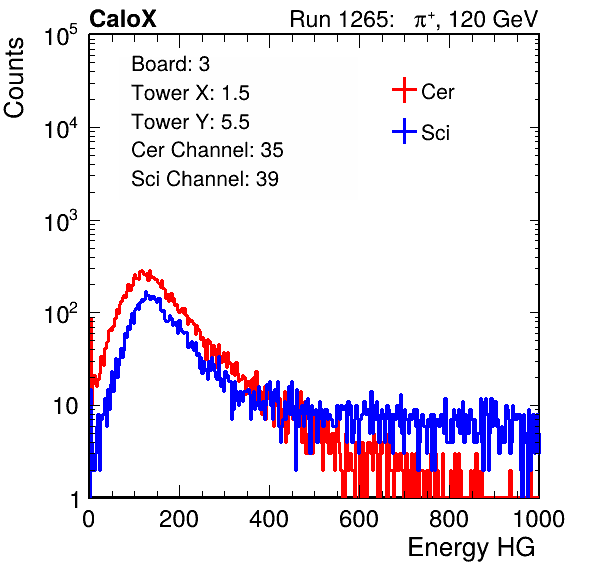 CaloX Run 1265: π⁺, 120 GeV
Counts
10⁵
10⁴
10³
10²
10
1
Board: 3
Tower X: 1.5
Tower Y: 5.5
Cer Channel: 35
Sci Channel: 39
Cer
Sci
0 200 400 600 800 1000
Energy HG